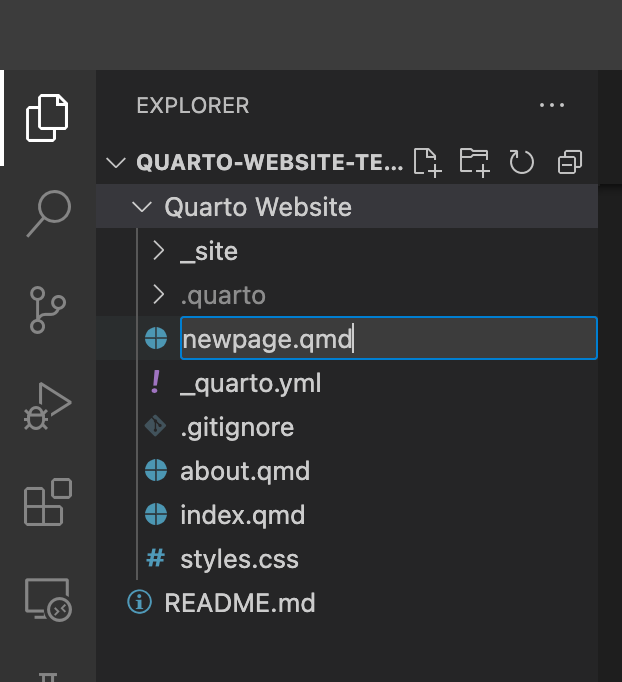 EXPLORER
QUARTO-WEBSITE-TE...
Quarto Website
_site
.quarto
newpage.qmd
_quarto.yml
.gitignore
about.qmd
index.qmd
styles.css
README.md